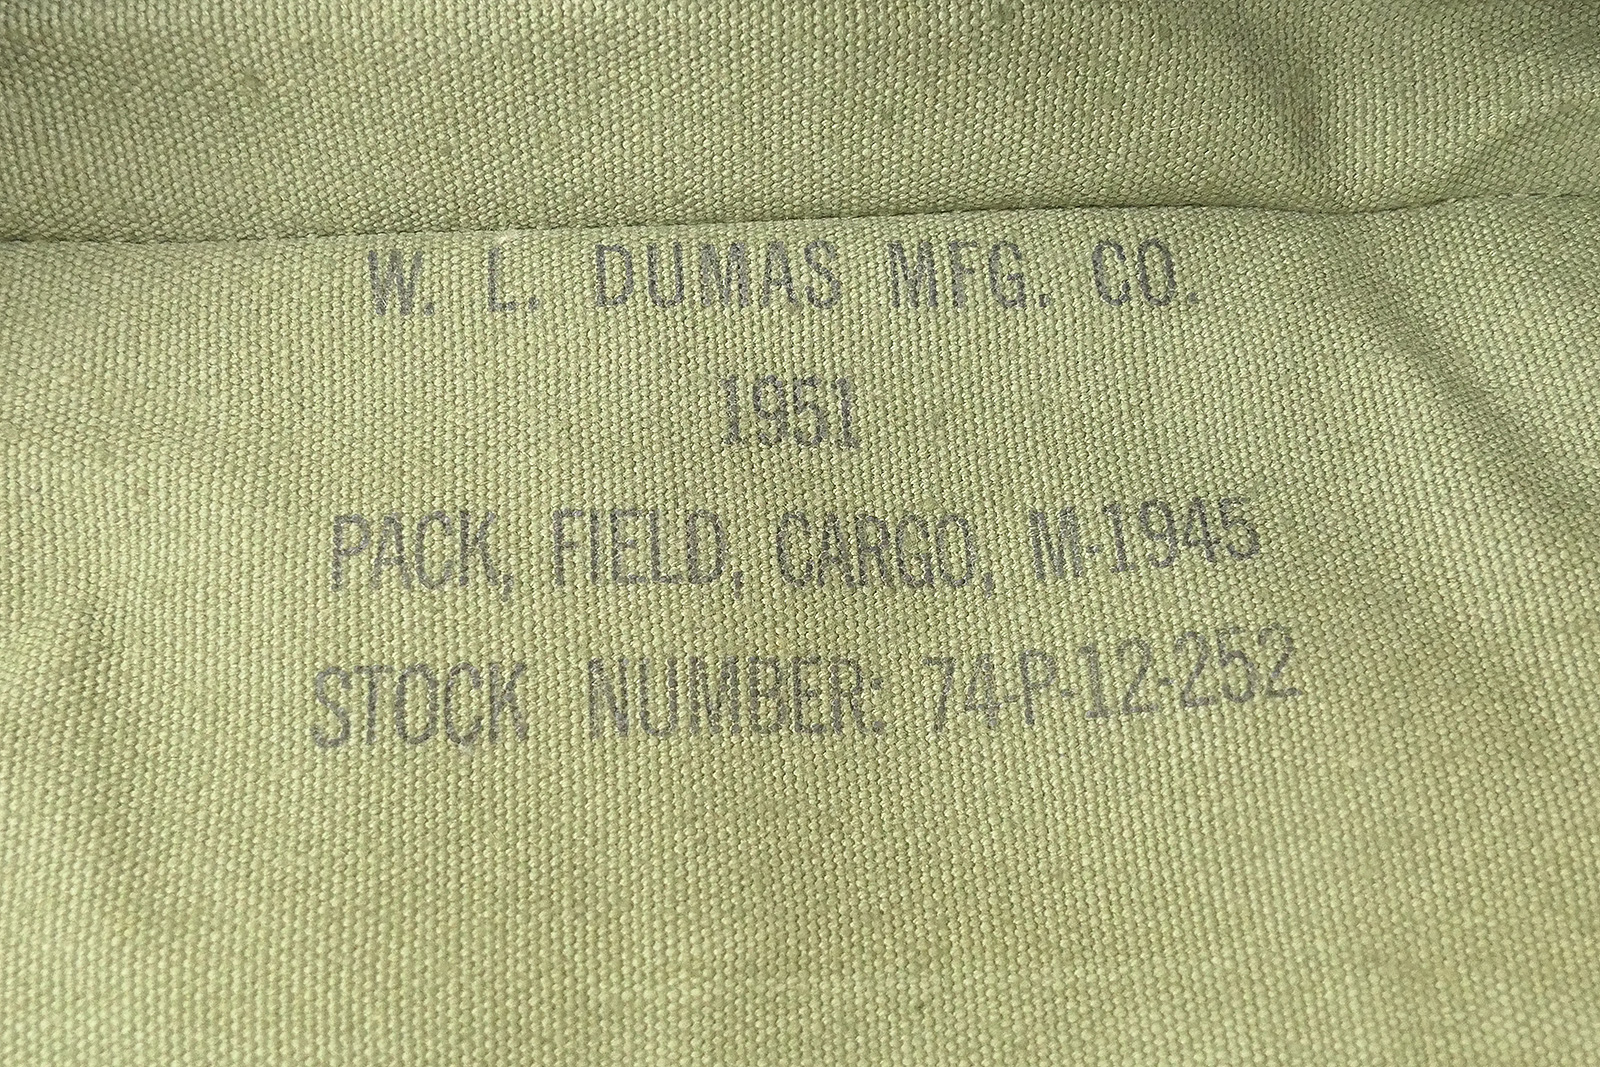 W. L. DUMAS MFG. CO.
1951
PACK, FIELD, CARGO, M-1945
STOCK NUMBER: 74-P-12-252